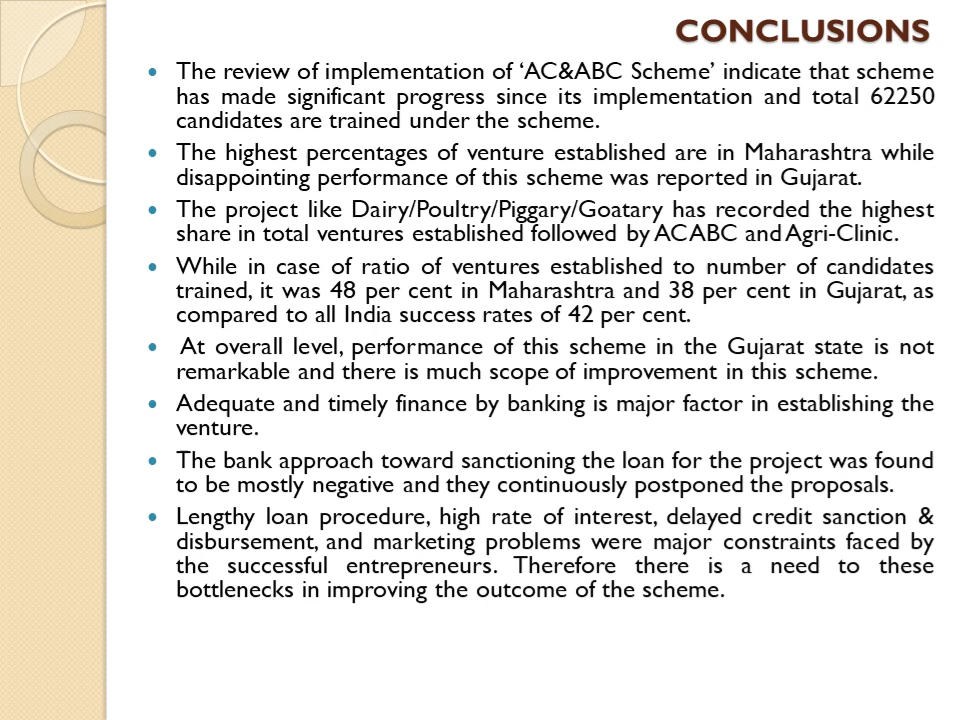 CONCLUSIONS
• The review of implementation of ‘AC&ABC Scheme’ indicate that scheme
has made significant progress since its implementation and total 62250
candidates are trained under the scheme.
• The highest percentages of venture established are in Maharashtra while
disappointing performance of this scheme was reported in Gujarat.
• The project like Dairy/Poultry/Piggary/Goatary has recorded the highest
share in total ventures established followed by ACABC and Agri-Clinic.
• While in case of ratio of ventures established to number of candidates
trained, it was 48 per cent in Maharashtra and 38 per cent in Gujarat, as
compared to all India success rates of 42 per cent.
• At overall level, performance of this scheme in the Gujarat state is not
remarkable and there is much scope of improvement in this scheme.
• Adequate and timely finance by banking is major factor in establishing the
venture.
• The bank approach toward sanctioning the loan for the project was found
to be mostly negative and they continuously postponed the proposals.
• Lengthy loan procedure, high rate of interest, delayed credit sanction &
disbursement, and marketing problems were major constraints faced by
the successful entrepreneurs. Therefore there is a need to these
bottlenecks in improving the outcome of the scheme.